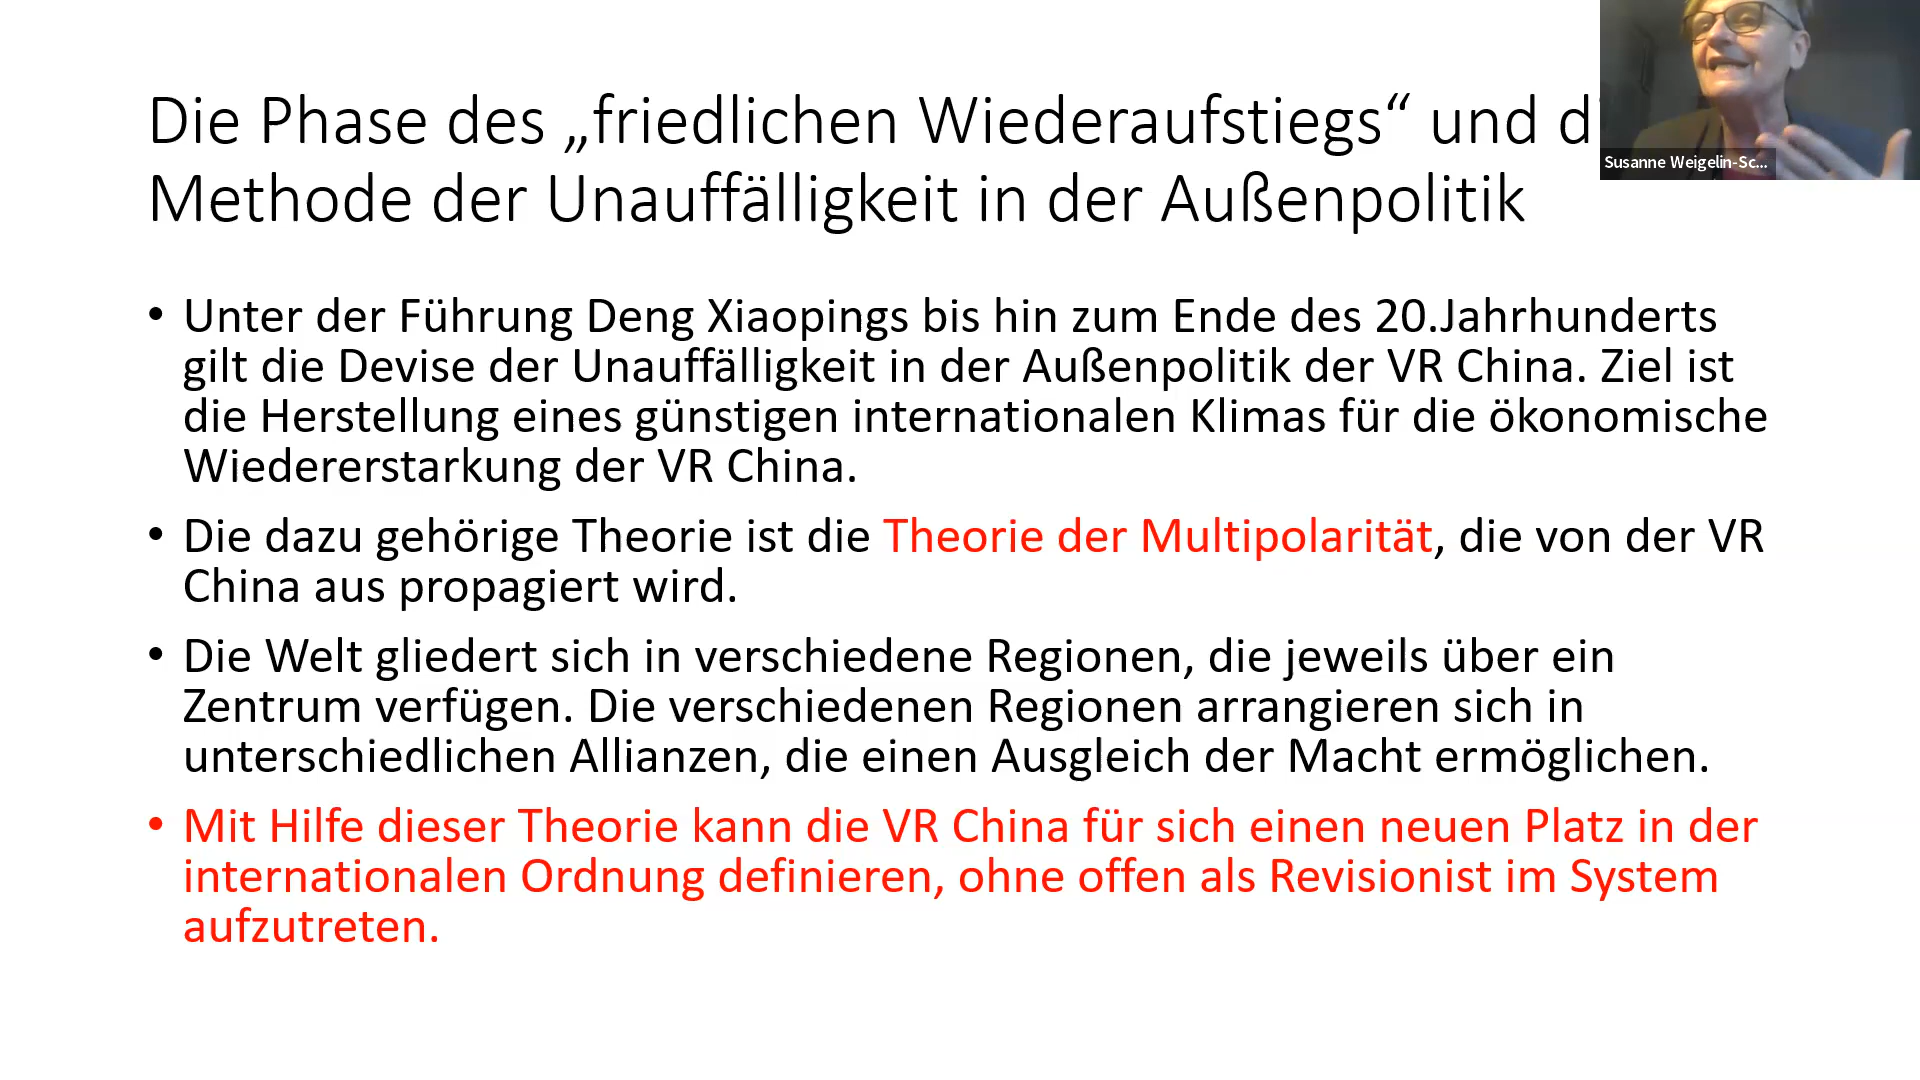 Die Phase des „friedlichen Wiederaufstiegs“ und di
Methode der Unauffälligkeit in der Außenpolitik
Susanne Weigelin-Sc...
• Unter der Führung Deng Xiaopings bis hin zum Ende des 20.Jahrhunderts
gilt die Devise der Unauffälligkeit in der Außenpolitik der VR China. Ziel ist
die Herstellung eines günstigen internationalen Klimas für die ökonomische
Wiedererstarkung der VR China.
• Die dazu gehörige Theorie ist die Theorie der Multipolarität, die von der VR
China aus propagiert wird.
• Die Welt gliedert sich in verschiedene Regionen, die jeweils über ein
Zentrum verfügen. Die verschiedenen Regionen arrangieren sich in
unterschiedlichen Allianzen, die einen Ausgleich der Macht ermöglichen.
• Mit Hilfe dieser Theorie kann die VR China für sich einen neuen Platz in der
internationalen Ordnung definieren, ohne offen als Revisionist im System
aufzutreten.